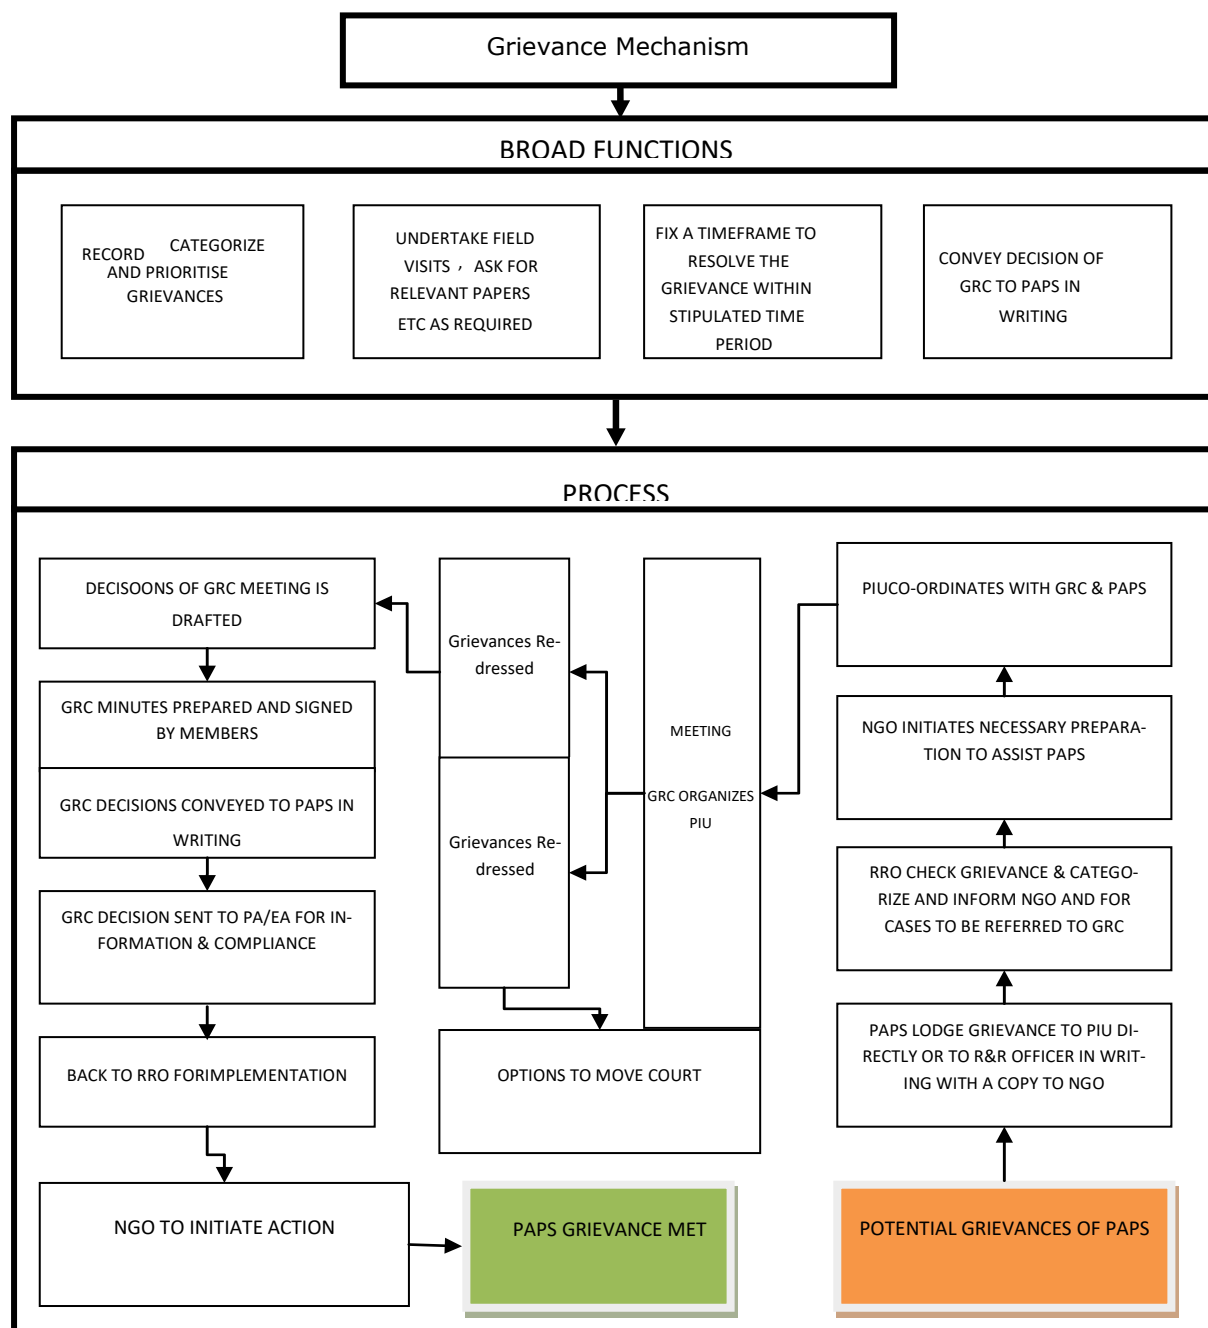 Grievance Mechanism
BROAD FUNCTIONS
RECORD CATEGORIZE
AND PRIORITISE
GRIEVANCES
UNDERTAKE FIELD
VISITS , ASK FOR
RELEVANT PAPERS
ETC AS REQUIRED
FIX A TIMEFRAME TO
RESOLVE THE
GRIEVANCE WITHIN
STIPULATED TIME
PERIOD
CONVEY DECISION OF
GRC TO PAPS IN
WRITING
PROCESS
DECISOONS OF GRC MEETING IS
DRAFTED
GRC MINUTES PREPARED AND SIGNED
BY MEMBERS
GRC DECISIONS CONVEYED TO PAPS IN
WRITING
GRC DECISION SENT TO PA/EA FOR IN-
FORMATION & COMPLIANCE
BACK TO RRO FORIMPLEMENTATION
NGO TO INITIATE ACTION
Grievances Re-
dressed
Grievances Re-
dressed
MEETING
GRC ORGANIZES
PIU
OPTIONS TO MOVE COURT
PAPS GRIEVANCE MET
PIUCO-ORDINATES WITH GRC & PAPS
NGO INITIATES NECESSARY PREPARA-
TION TO ASSIST PAPS
RRO CHECK GRIEVANCE & CATEGO-
RIZE AND INFORM NGO AND FOR
CASES TO BE REFERRED TO GRC
PAPS LODGE GRIEVANCE TO PIU DI-
RECTLY OR TO R&R OFFICER IN WRIT-
ING WITH A COPY TO NGO
POTENTIAL GRIEVANCES OF PAPS